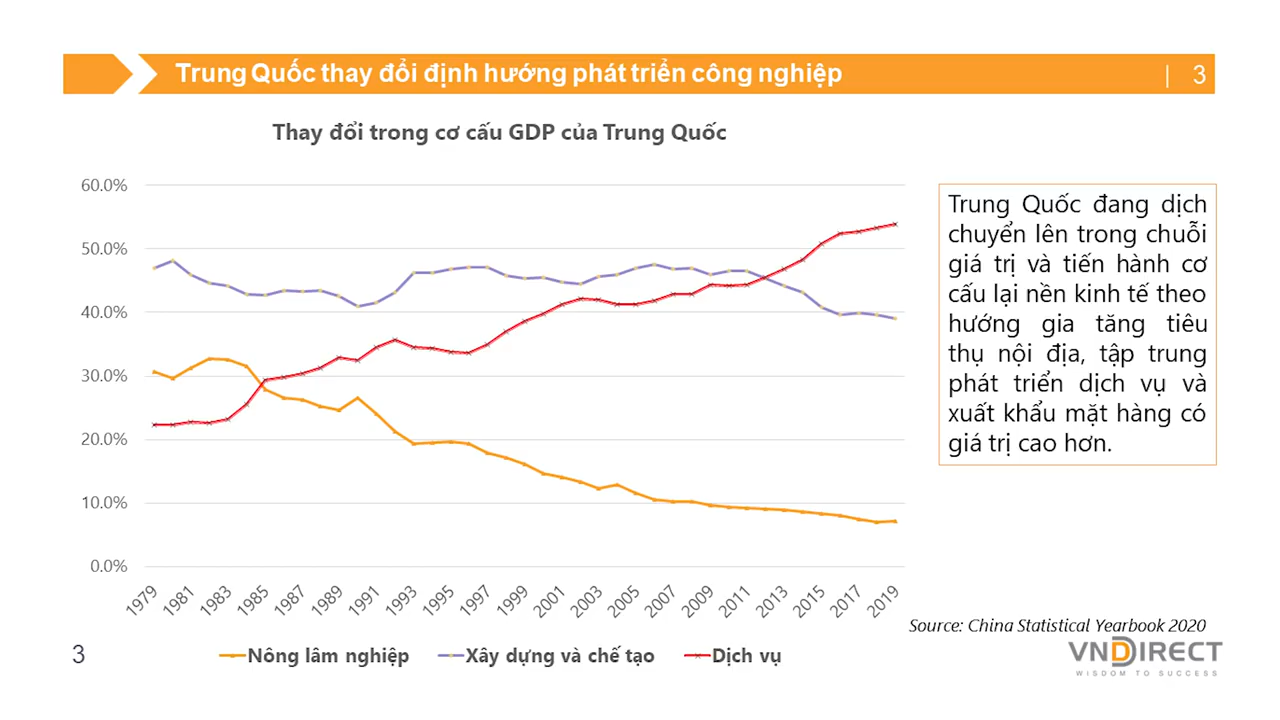 Trung Quốc thay đổi định hướng phát triển công nghiệp
| 3
Thay đổi trong cơ cấu GDP của Trung Quốc
60.0%
50.0%
40.0%
30.0%
20.0%
10.0%
0.0%
1979 1981 1983 1985 1987 1989 1991 1993 1995 1997 1999 2001 2003 2005 2007 2009 2011 2013 2015 2017 2019
Nông lâm nghiệp Xây dựng và chế tạo Dịch vụ
Trung Quốc đang dịch
chuyển lên trong chuỗi
giá trị và tiến hành cơ
cấu lại nền kinh tế theo
hướng gia tăng tiêu
thụ nội địa, tập trung
phát triển dịch vụ và
xuất khẩu mặt hàng có
giá trị cao hơn.
Source: China Statistical Yearbook 2020
3
VNDIRECT
WISDOM TO SUCCESS